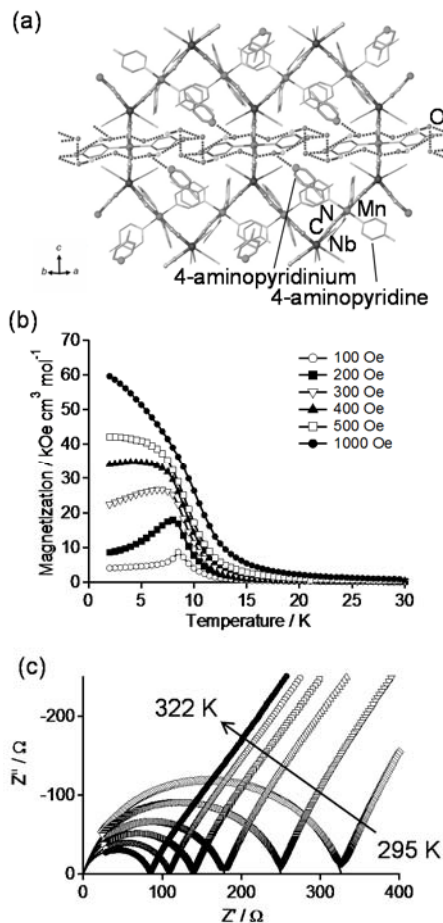 (a)
O
N
C
Mn
Nb
c
b a
4-aminopyridinium
4-aminopyridine
(b)
70
60
50
40
30
20
10
0
Magnetization / kOe cm³ mol⁻¹
100 Oe
200 Oe
300 Oe
400 Oe
500 Oe
1000 Oe
0 5 10 15 20 25 30
Temperature / K
(c)
-200
-100
0
Z'' / Ω
322 K
295 K
0 100 200 300 400
Z' / Ω